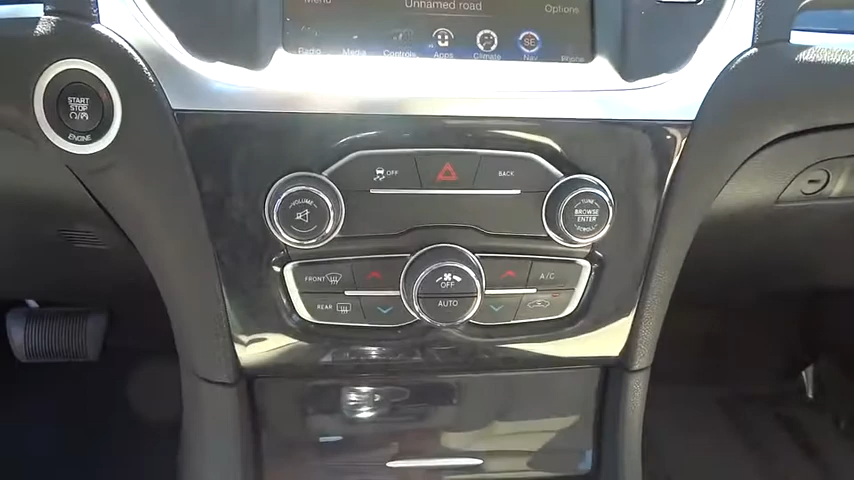 Menu
Unnamed road
Options
Radio Media Controls Apps Climate Nav Phone
SE
START
STOP
ENGINE
OFF
BACK
VOLUME
TUNE
BROWSE
ENTER
SCROLL
FRONT
OFF
A/C
REAR
AUTO